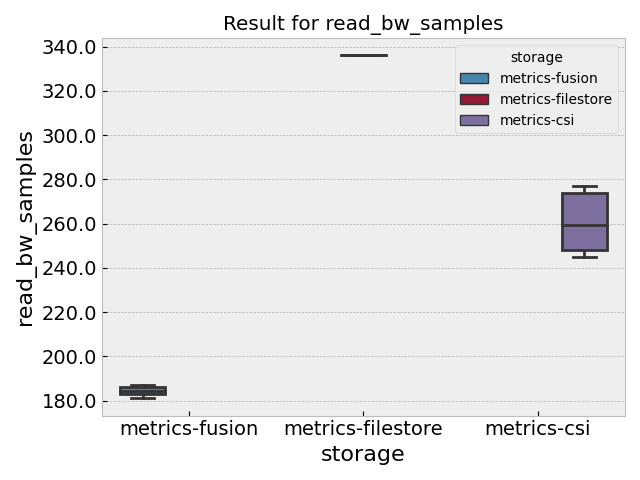 Result for read_bw_samples
340.0
320.0
300.0
280.0
260.0
240.0
220.0
200.0
180.0
read_bw_samples
storage
metrics-fusion
metrics-filestore
metrics-csi
metrics-fusion
metrics-filestore
metrics-csi
storage